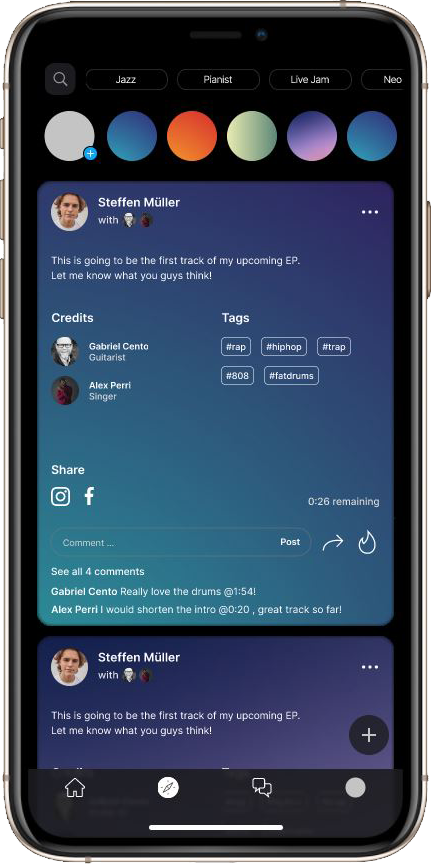 Jazz Pianist Live Jam Neo
Steffen Müller
with
This is going to be the first track of my upcoming EP.
Let me know what you guys think!
Credits Tags
Gabriel Cento
Guitarist
#rap #hiphop #trap
Alex Perri
Singer
#808 #fatdrums
Share
0:26 remaining
Comment ... Post
See all 4 comments
Gabriel Cento Really love the drums @1:54!
Alex Perri I would shorten the intro @0:20 , great track so far!
Steffen Müller
with
This is going to be the first track of my upcoming EP.
Let me know what you guys think!